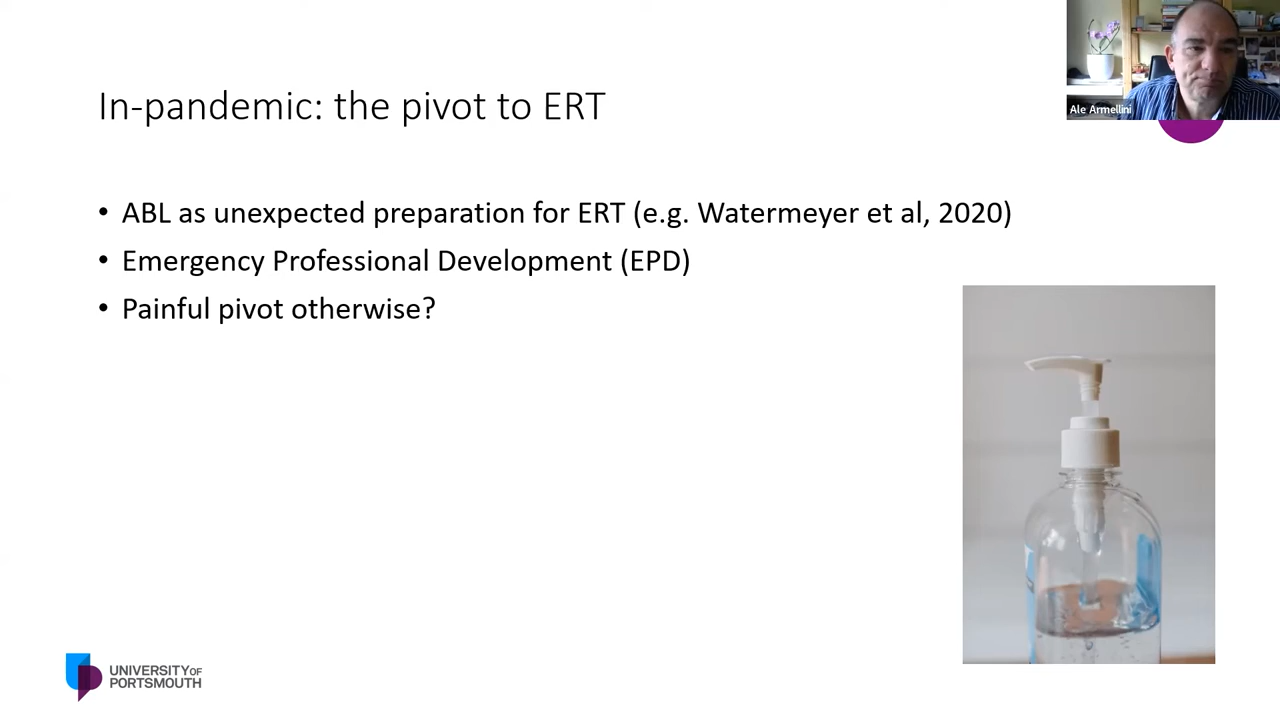 Ale Armellini
In-pandemic: the pivot to ERT
• ABL as unexpected preparation for ERT (e.g. Watermeyer et al, 2020)
• Emergency Professional Development (EPD)
• Painful pivot otherwise?
UNIVERSITY OF
PORTSMOUTH